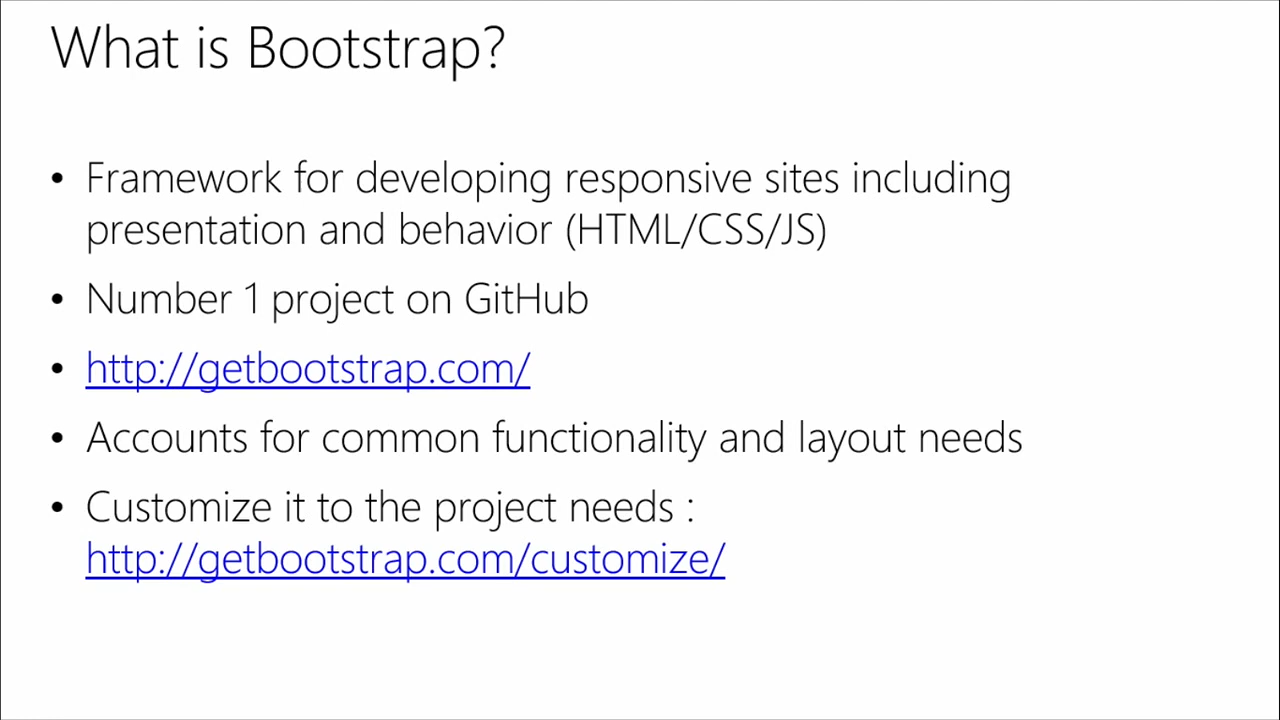 What is Bootstrap?
• Framework for developing responsive sites including
presentation and behavior (HTML/CSS/JS)
• Number 1 project on GitHub
• http://getbootstrap.com/
• Accounts for common functionality and layout needs
• Customize it to the project needs :
http://getbootstrap.com/customize/